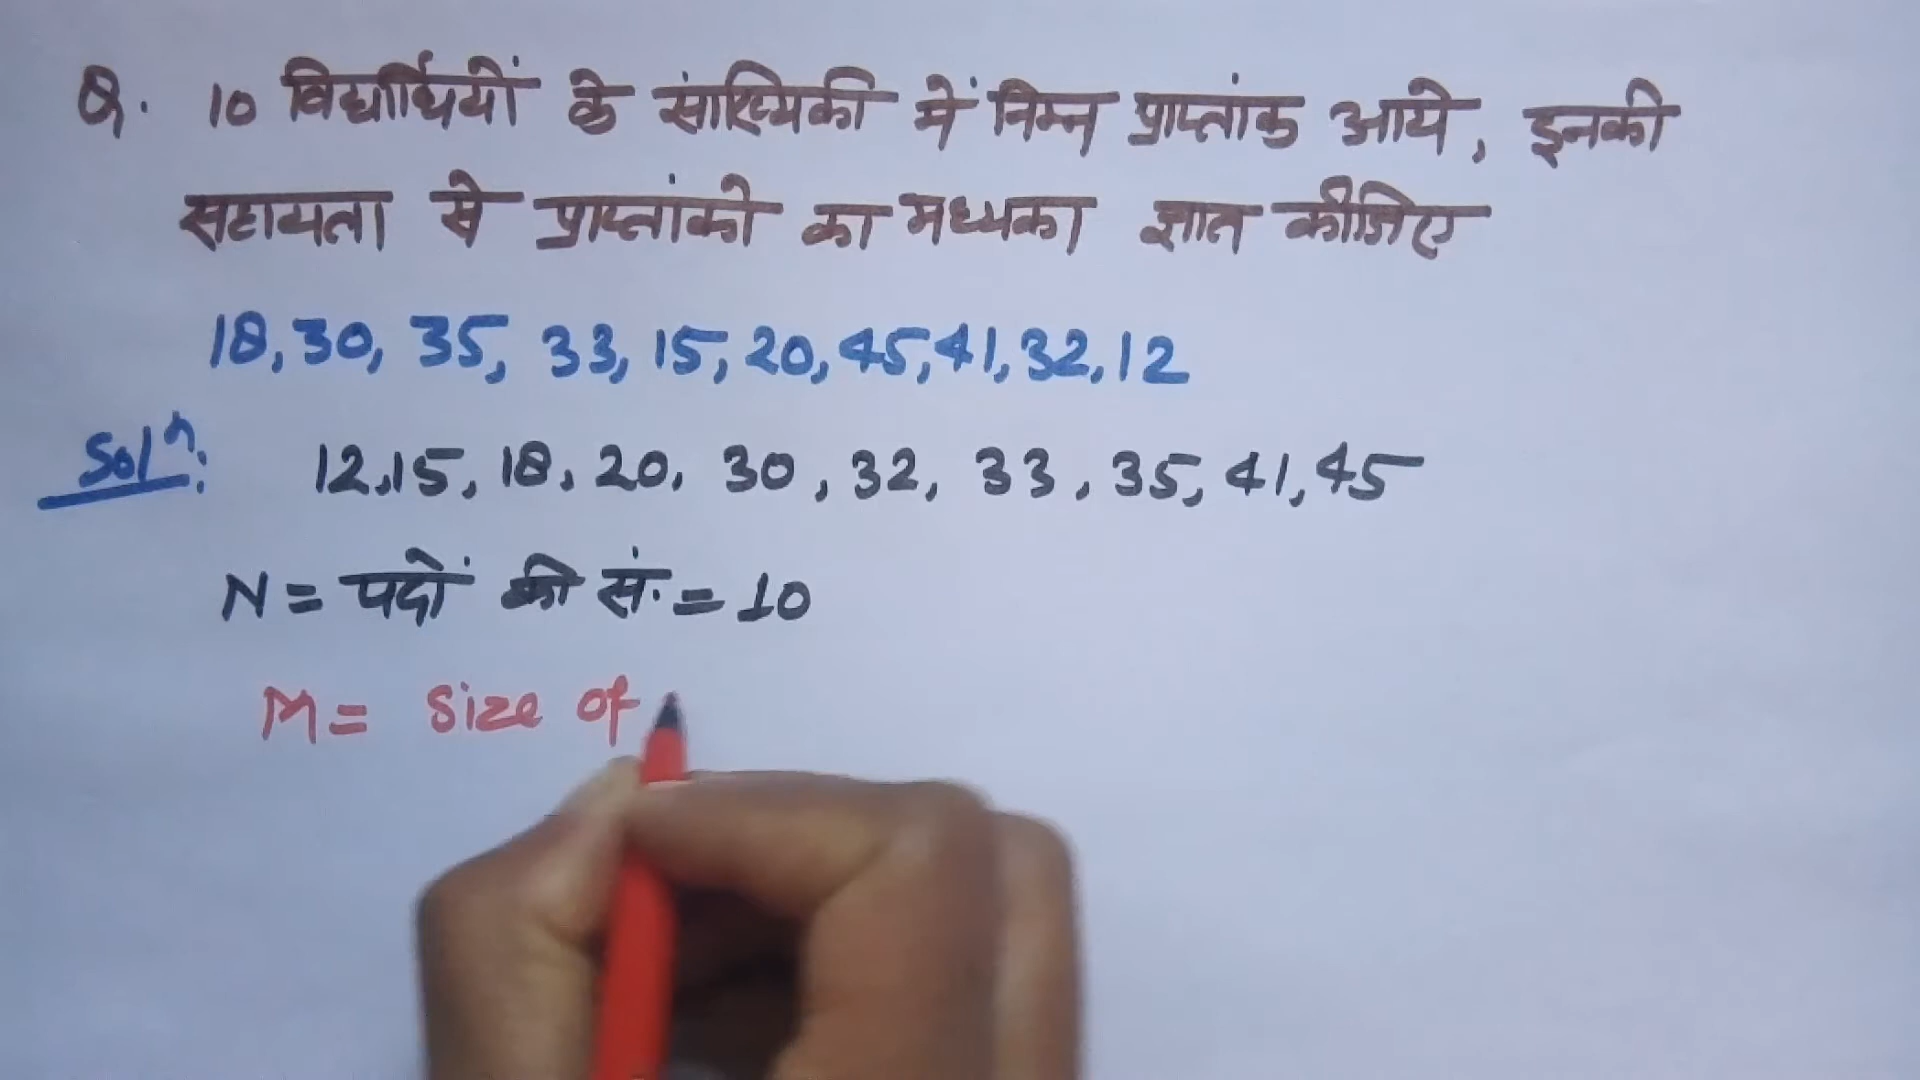 Q. 10 विद्यार्थियों के सांख्यिकी में निम्न प्राप्तांक आये, इनकी
सहायता से प्राप्तांको का मध्यका ज्ञात कीजिए
18, 30, 35, 33, 15, 20, 45, 41, 32, 12
Solⁿ: 12, 15, 18, 20, 30, 32, 33, 35, 41, 45
N = पदों की सं. = 10
M = Size of